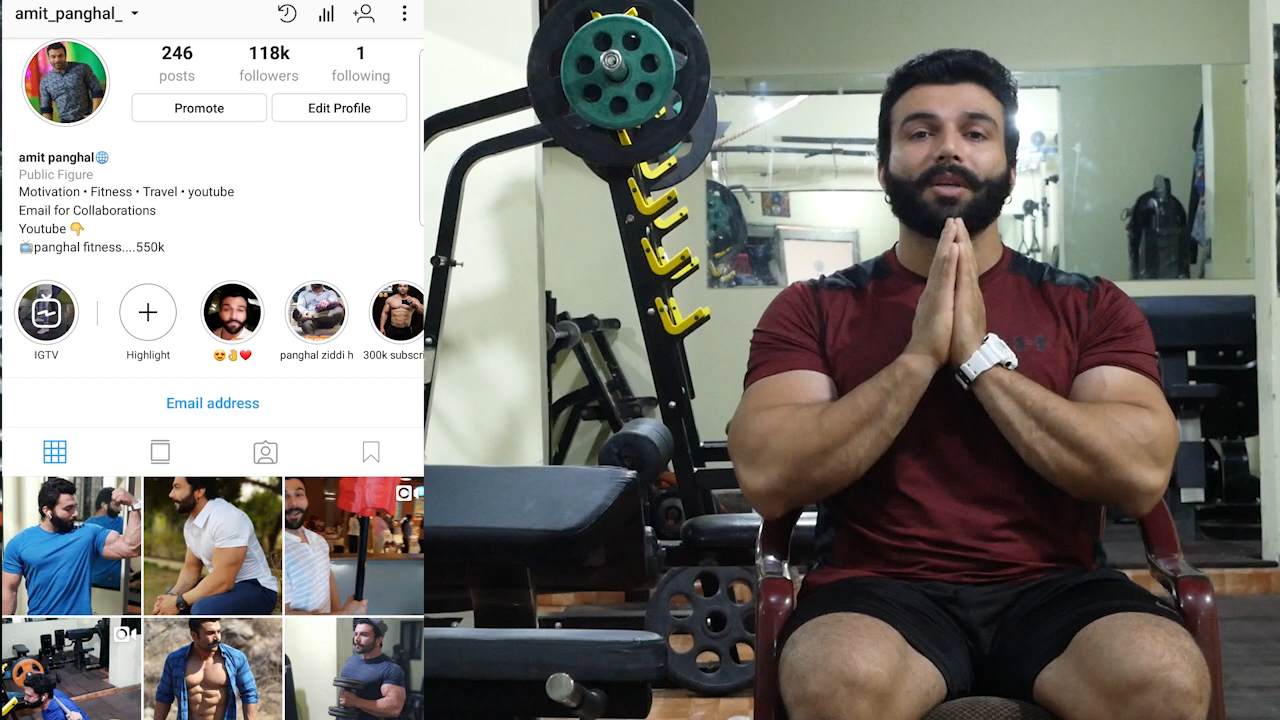 amit_panghal_
246
118k
1
posts
followers
following
Promote
Edit Profile
amit panghal🌐
Public Figure
Motivation • Fitness • Travel • youtube
Email for Collaborations
Youtube 👇
📺panghal fitness....550k
IGTV
Highlight
😍👌❤️
panghal ziddi h
300k subscri
Email address